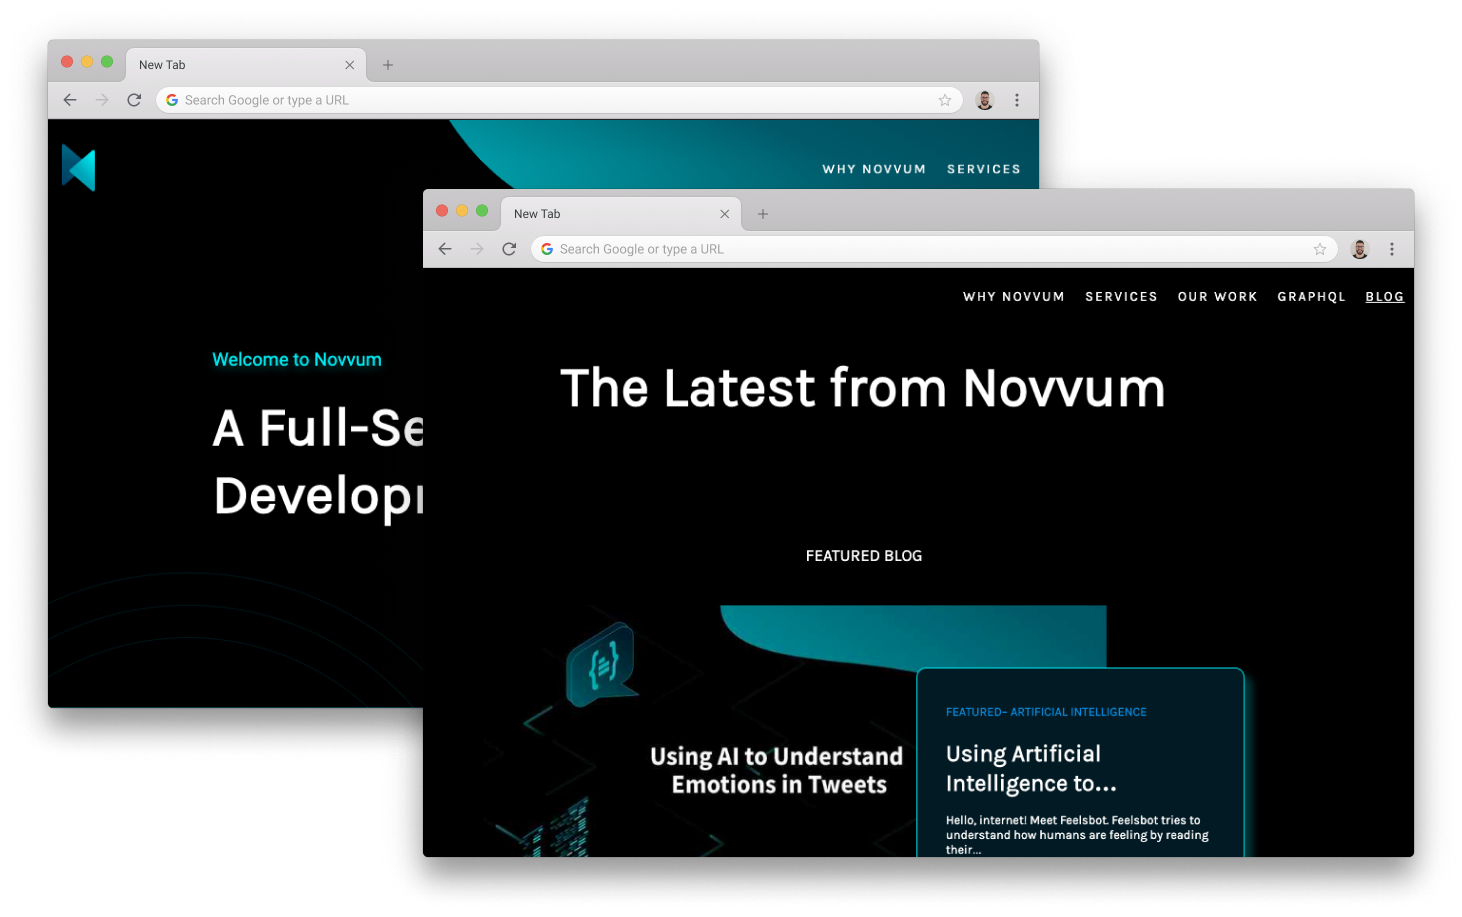 New Tab
Search Google or type a URL
WHY NOVVUM SERVICES
Welcome to Novvum
A Full-Se
Develop
New Tab
Search Google or type a URL
WHY NOVVUM SERVICES OUR WORK GRAPHQL BLOG
The Latest from Novvum
FEATURED BLOG
Using AI to Understand
Emotions in Tweets
FEATURED- ARTIFICIAL INTELLIGENCE
Using Artificial
Intelligence to...
Hello, internet! Meet Feelsbot. Feelsbot tries to
understand how humans are feeling by reading
their...